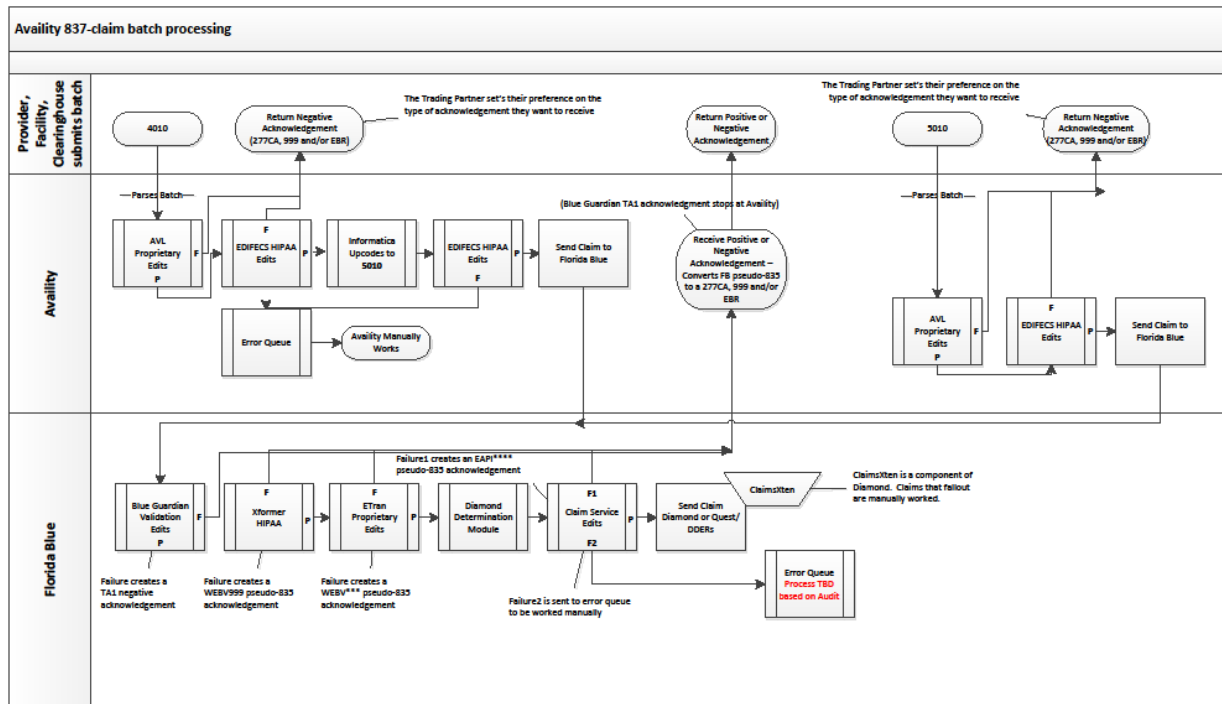 Availity 837-claim batch processing
Provider,
Facility,
Clearinghouse
submits batch
4010
Return Negative
Acknowledgement
(277CA, 999 and/or EBR)
The Trading Partner set's their preference on the
type of acknowledgement they want to receive
Return Positive or
Negative
Acknowledgement
The Trading Partner set's their preference on the
type of acknowledgement they want to receive
5010
Return Negative
Acknowledgement
(277CA, 999 and/or EBR)
Availity
Parses Batch
AVL
Proprietary
Edits
F
P
F
EDIFECS HIPAA
Edits
P
Informatica
Upcodes to
5010
EDIFECS HIPAA
Edits
P
F
Send Claim to
Florida Blue
Error Queue
Availity Manually
Works
(Blue Guardian TA1 acknowledgment stops at Availity)
Receive Positive or
Negative
Acknowledgement –
Converts FB pseudo-835
to a 277CA, 999 and/or
EBR
Parses Batch
AVL
Proprietary
Edits
F
P
F
EDIFECS HIPAA
Edits
P
Send Claim to
Florida Blue
Florida Blue
Blue Guardian
Validation
Edits
F
P
Failure creates a
TA1 negative
acknowledgement
F
Xformer
HIPAA
P
Failure creates a
WEBV999 pseudo-835
acknowledgement
F
ETran
Proprietary
Edits
P
Failure creates a
WEBV*** pseudo-835
acknowledgement
Diamond
Determination
Module
Failure1 creates an EAPI****
pseudo-835 acknowledgement
F1
Claim Service
Edits
P
F2
Failure2 is sent to error queue
to be worked manually
Send Claim
Diamond or Quest/
DDERs
ClaimsXten
ClaimsXten is a component of
Diamond. Claims that fallout
are manually worked.
Error Queue
Process TBD
based on Audit